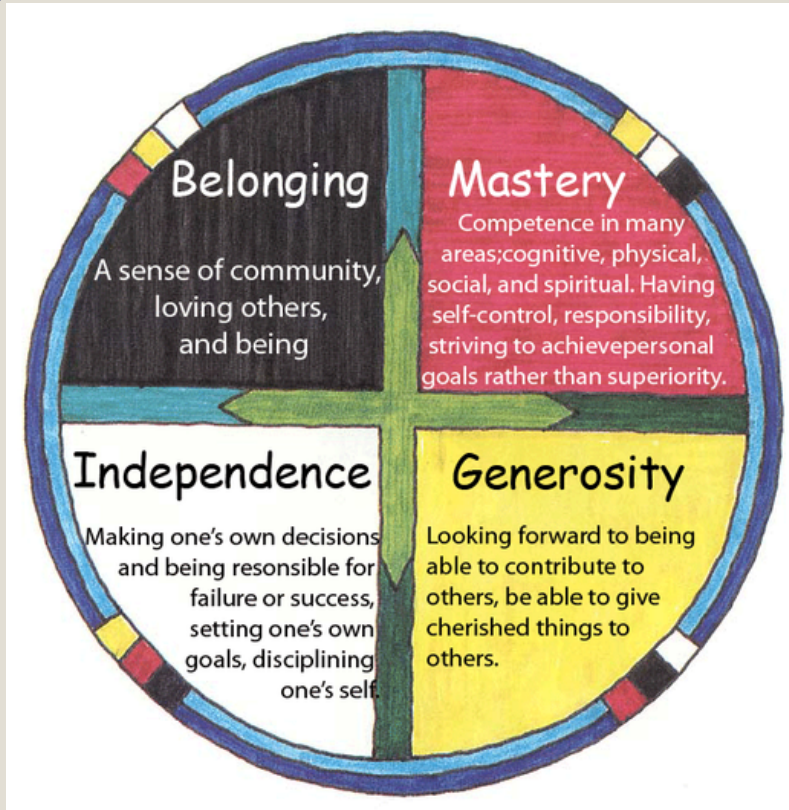 Belonging
A sense of community,
loving others,
and being
Mastery
Competence in many
areas;cognitive, physical,
social, and spiritual. Having
self-control, responsibility,
striving to achievepersonal
goals rather than superiority.
Independence
Making one's own decisions
and being resonsible for
failure or success,
setting one's own
goals, disciplining
one's self.
Generosity
Looking forward to being
able to contribute to
others, be able to give
cherished things to
others.